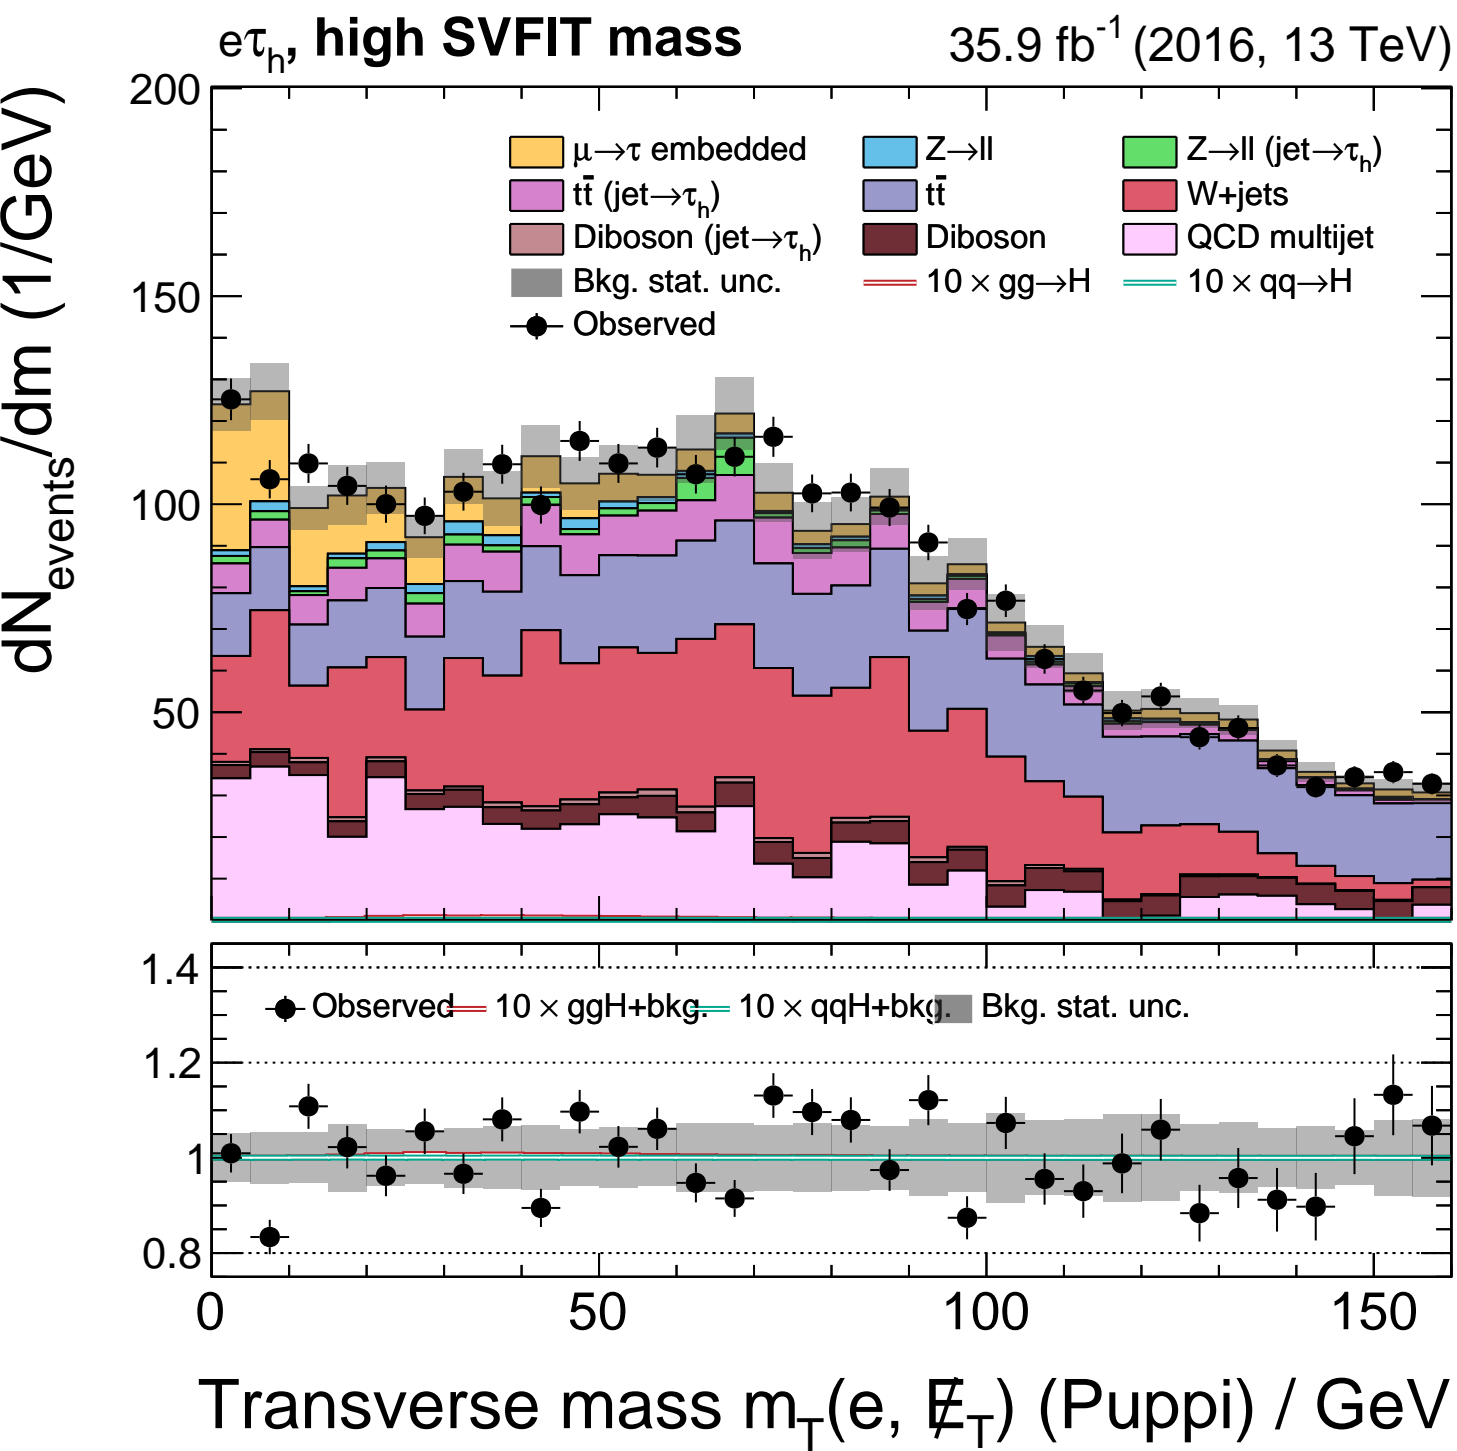 eτh, high SVFIT mass 35.9 fb-1 (2016, 13 TeV)
dNevents/dm (1/GeV)
200
150
100
50
μ→τ embedded Z→ll Z→ll (jet→τh)
tt̄ (jet→τh) tt̄ W+jets
Diboson (jet→τh) Diboson QCD multijet
Bkg. stat. unc. 10 × gg→H 10 × qq→H
Observed
1.4
1.2
1
0.8
Observed 10 × ggH+bkg. 10 × qqH+bkg. Bkg. stat. unc.
0 50 100 150
Transverse mass mT(e, E̸T) (Puppi) / GeV